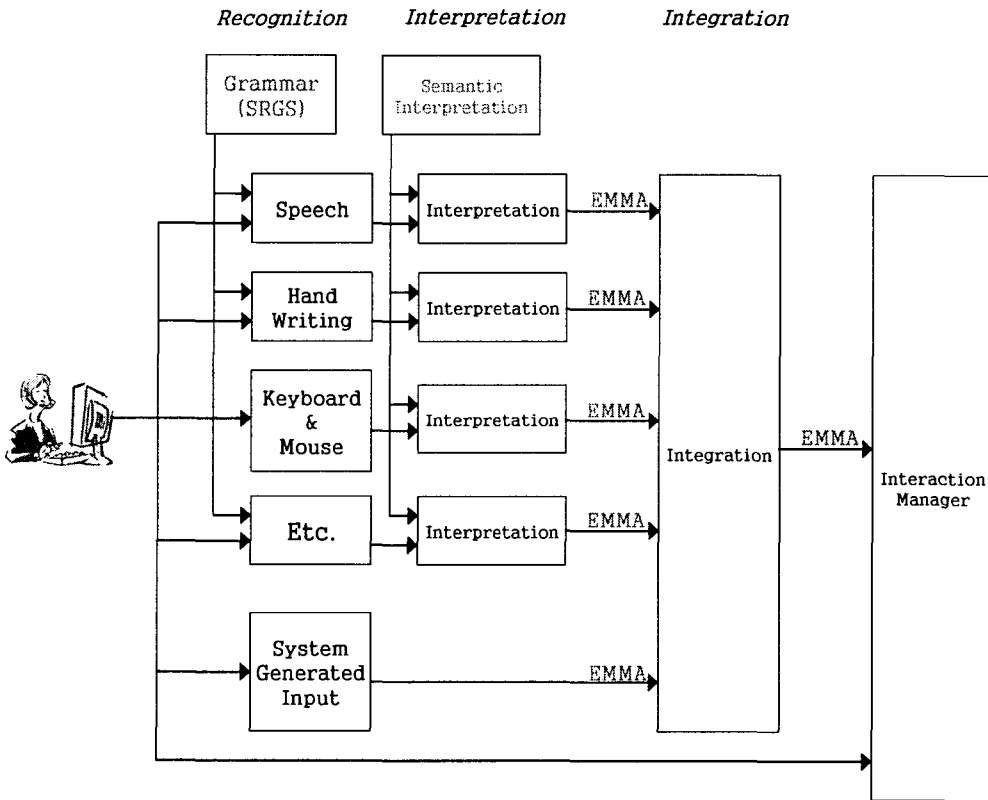 Recognition
Interpretation
Integration
Grammar
(SRGS)
Semantic
Interpretation
Speech
Interpretation
EMMA
Hand
Writing
Interpretation
EMMA
Keyboard
&
Mouse
Interpretation
EMMA
Integration
EMMA
Interaction
Manager
Etc.
Interpretation
EMMA
System
Generated
Input
EMMA